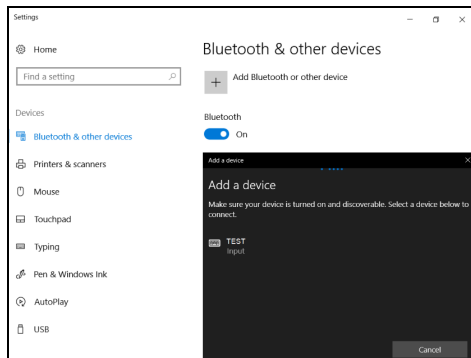 Settings
Home
Find a setting
Devices
Bluetooth & other devices
Printers & scanners
Mouse
Touchpad
Typing
Pen & Windows Ink
AutoPlay
USB
Bluetooth & other devices
Add Bluetooth or other device
Bluetooth
On
Add a device
Add a device
Make sure your device is turned on and discoverable. Select a device below to
connect.
TEST
Input
Cancel